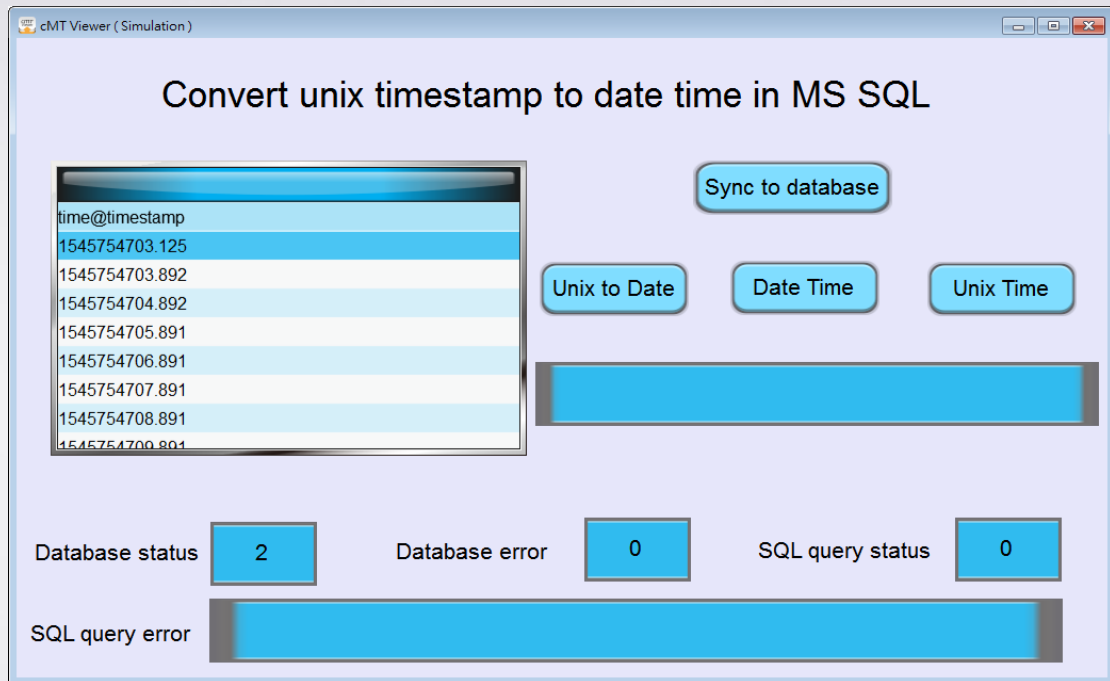 cMT Viewer ( Simulation )
Convert unix timestamp to date time in MS SQL
time@timestamp
1545754703.125
1545754703.892
1545754704.892
1545754705.891
1545754706.891
1545754707.891
1545754708.891
1545754709.891
Sync to database
Unix to Date
Date Time
Unix Time
Database status 2
Database error 0
SQL query status 0
SQL query error